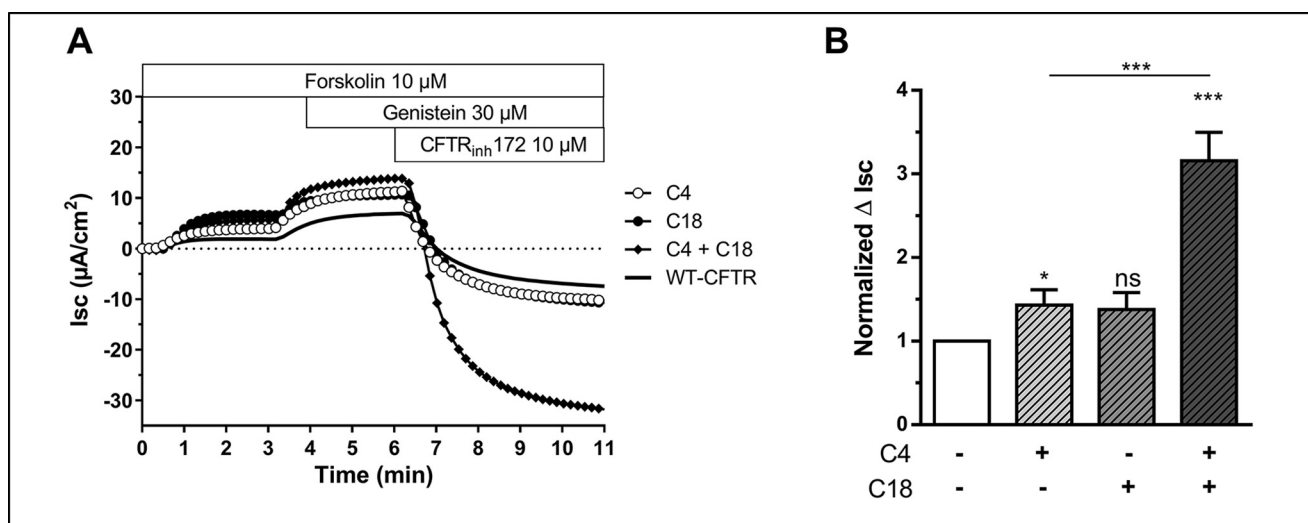 A
Forskolin 10 µM
Genistein 30 µM
CFTRinh172 10 µM
Isc (µA/cm2)
30
20
10
0
-10
-20
-30
0 1 2 3 4 5 6 7 8 9 10 11
Time (min)
C4
C18
C4 + C18
WT-CFTR
B
Normalized Δ Isc
4
3
2
1
0
***
* ns ***
C4 - + - +
C18 - - + +